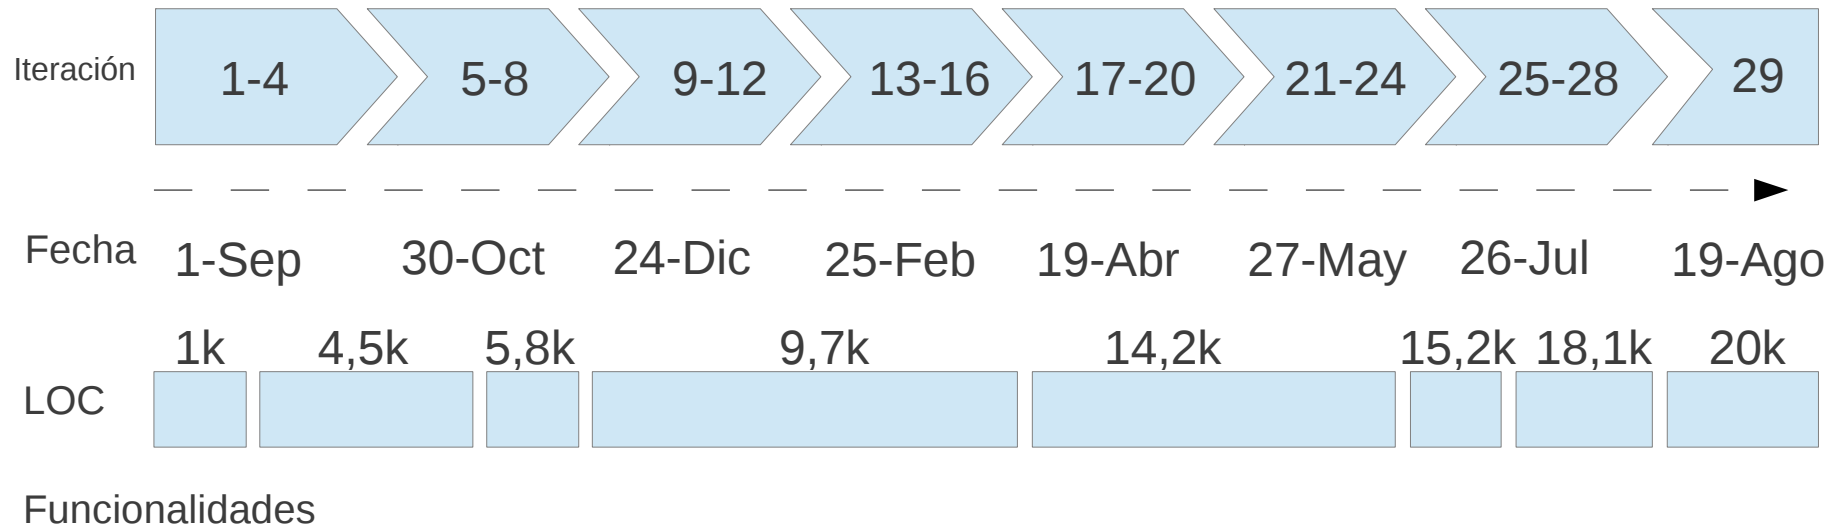 Iteración 1-4 5-8 9-12 13-16 17-20 21-24 25-28 29
Fecha 1-Sep 30-Oct 24-Dic 25-Feb 19-Abr 27-May 26-Jul 19-Ago
1k 4,5k 5,8k 9,7k 14,2k 15,2k 18,1k 20k
LOC
Funcionalidades